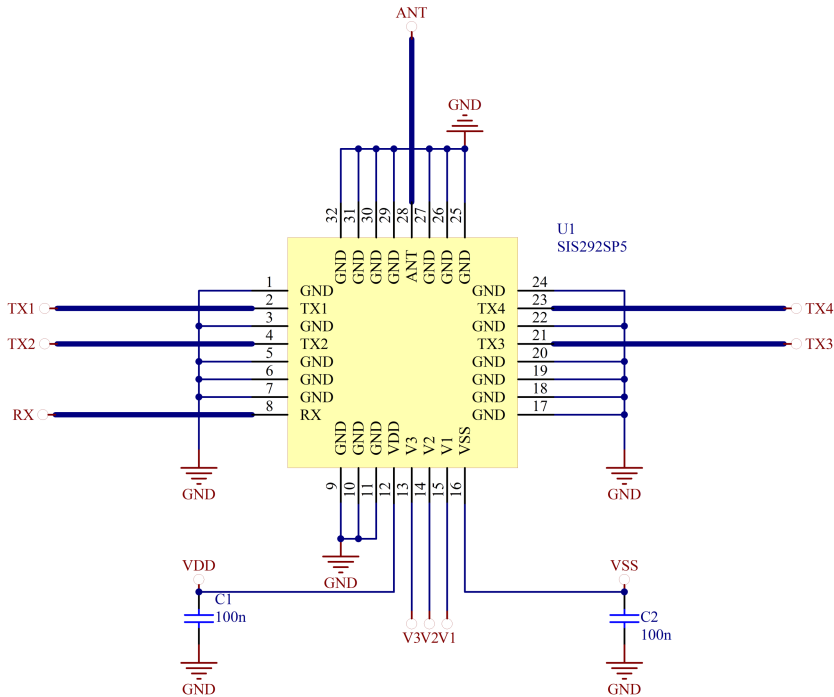 ANT
GND
32 31 30 29 28 27 26 25
U1
SIS292SP5
GND GND GND GND ANT GND GND GND
1 GND
TX1 2 TX1
3 GND
TX2 4 TX2
5 GND
6 GND
7 GND
RX 8 RX
GND 24
TX4 23 TX4
GND 22
TX3 21 TX3
GND 20
GND 19
GND 18
GND 17
GND GND GND VDD V3 V2 V1 VSS
9 10 11 12 13 14 15 16
GND
GND
GND
VDD
VSS
C1
100n
V3 V2 V1
C2
100n
GND
GND